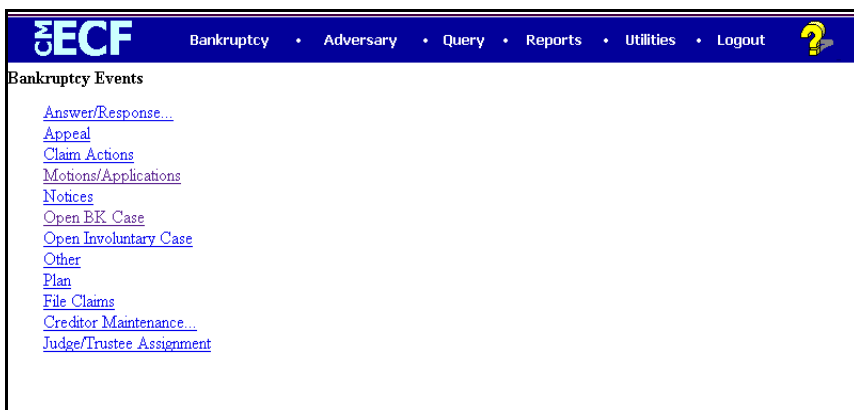 CM ECF Bankruptcy • Adversary • Query • Reports • Utilities • Logout ?
Bankruptcy Events
Answer/Response...
Appeal
Claim Actions
Motions/Applications
Notices
Open BK Case
Open Involuntary Case
Other
Plan
File Claims
Creditor Maintenance...
Judge/Trustee Assignment